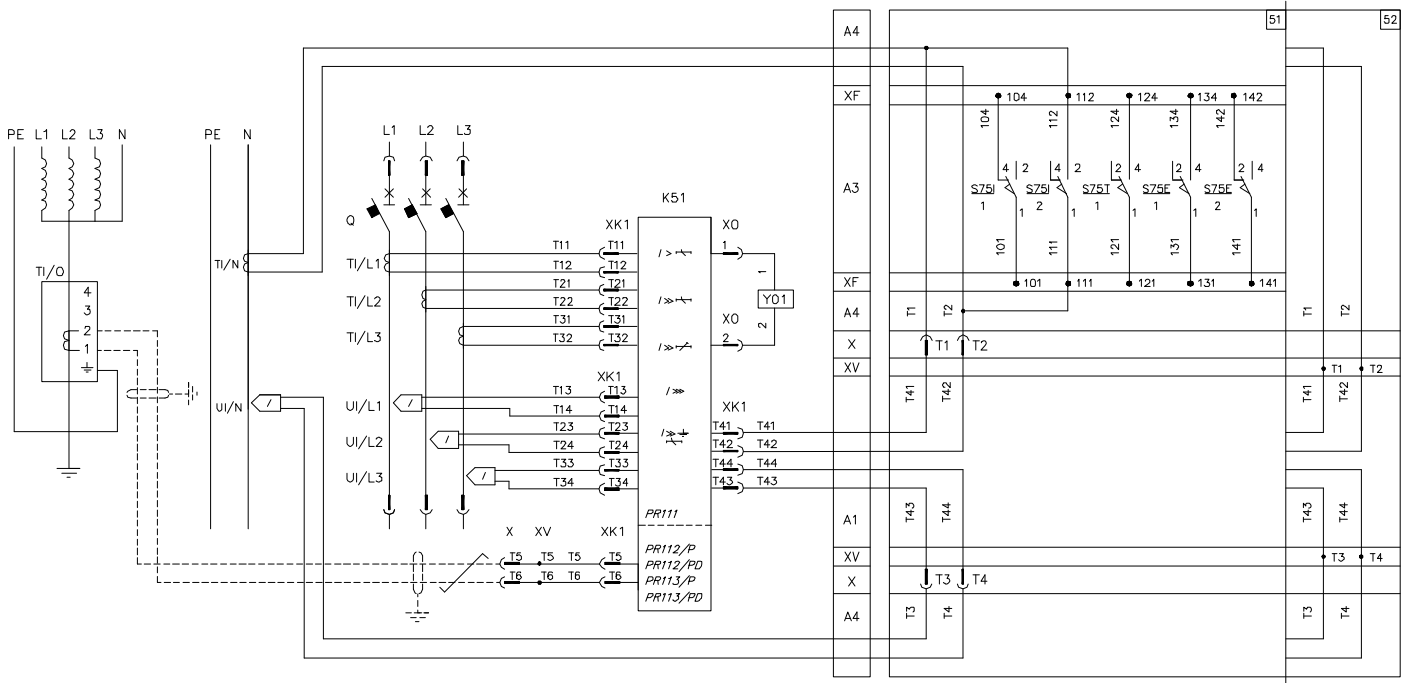 A4
51
52
XF
104
112
124
134
142
104
112
124
134
142
PE L1 L2 L3 N
PE N
L1 L2 L3
4 2
4 2
2 4
2 4
2 4
A3
S75I
1
S75I
2
S75T
1
S75E
1
S75E
2
1
1
1
1
1
101
111
121
131
141
K51
Q
XK1
X0
TI/N
TI/L1
T11
T11
T12
T12
I>
1
1
TI/O
4
3
2
1
TI/L2
T21
T21
T22
T22
I≫
Y01
2
XF
101
111
121
131
141
TI/L3
T31
T31
T32
T32
I≫
X0
2
A4
T1
T2
T1
T2
X
T1
T2
XV
T1
T2
XK1
T13
T13
I⋙
UI/N
I
UI/L1
I
T14
T14
XK1
T41
T42
T41
T42
UI/L2
I
T23
T23
T24
T24
I≫
T41
T41
T42
T42
UI/L3
I
T33
T33
T34
T34
T44
T44
T43
T43
PR111
A1
T43
T44
T43
T44
X
XV
XK1
T5
T5
T5
T5
T6
T6
T6
T6
PR112/P
PR112/PD
PR113/P
PR113/PD
XV
T3
T4
X
T3
T4
A4
T3
T4
T3
T4